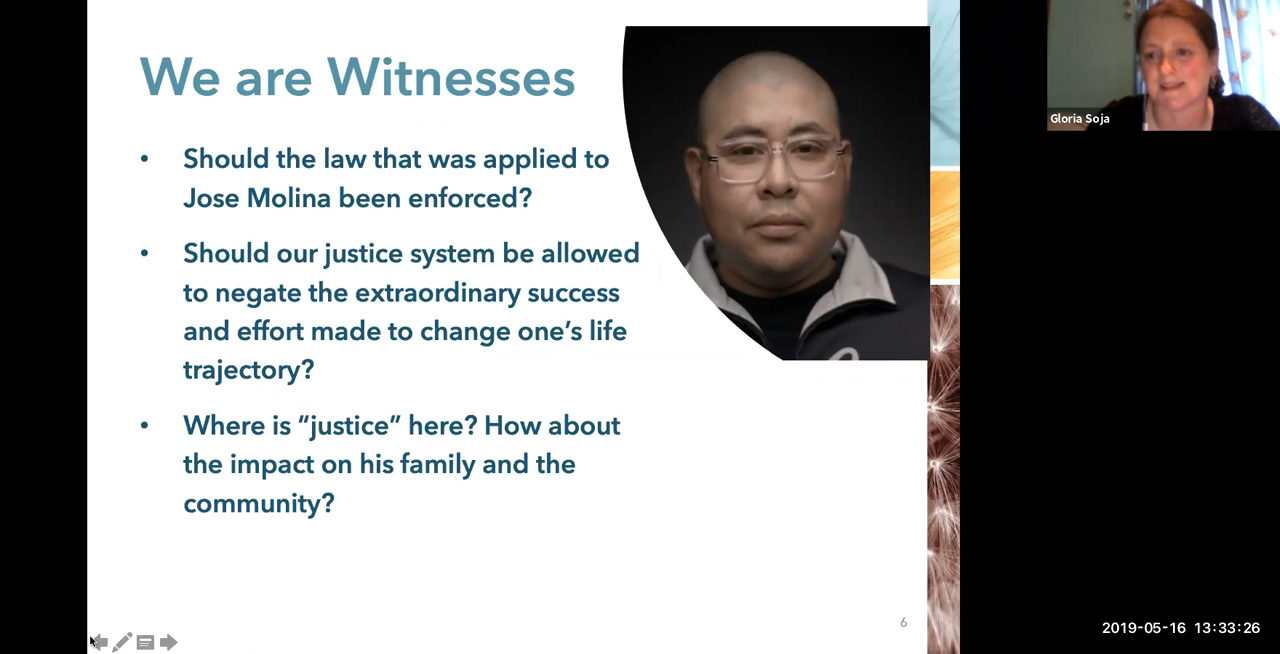 We are Witnesses
• Should the law that was applied to
Jose Molina been enforced?
• Should our justice system be allowed
to negate the extraordinary success
and effort made to change one’s life
trajectory?
• Where is “justice” here? How about
the impact on his family and the
community?
6
Gloria Soja
2019-05-16 13:33:26